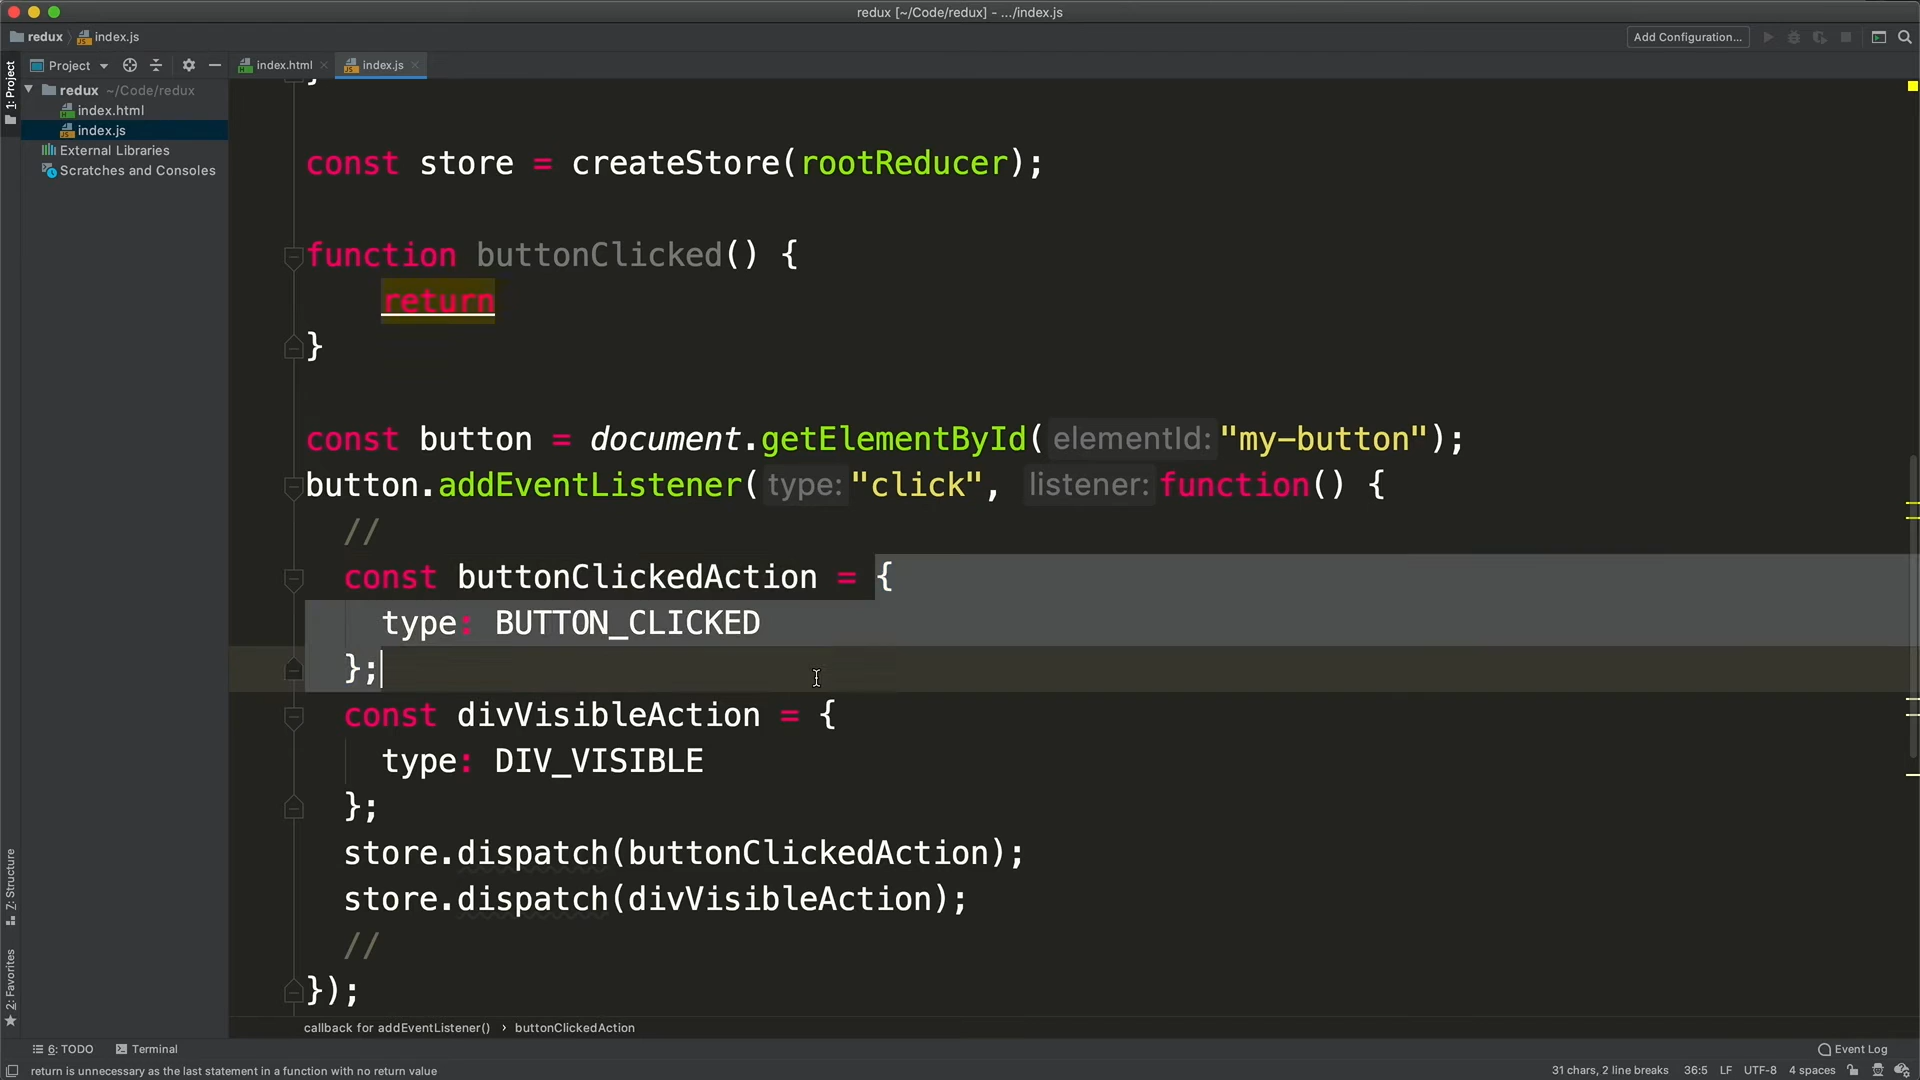 redux [~/Code/redux] - .../index.js
redux
index.js
Add Configuration...
1: Project
Project
index.html
index.js
redux ~/Code/redux
index.html
index.js
External Libraries
Scratches and Consoles
}
const store = createStore(rootReducer);
function buttonClicked() {
return
}
const button = document.getElementById( elementId: "my-button");
button.addEventListener( type: "click", listener: function() {
//
const buttonClickedAction = {
type: BUTTON_CLICKED
};
const divVisibleAction = {
type: DIV_VISIBLE
};
store.dispatch(buttonClickedAction);
store.dispatch(divVisibleAction);
//
});
7: Structure
2: Favorites
callback for addEventListener() › buttonClickedAction
6: TODO
Terminal
Event Log
return is unnecessary as the last statement in a function with no return value
31 chars, 2 line breaks
36:5
LF
UTF-8
4 spaces